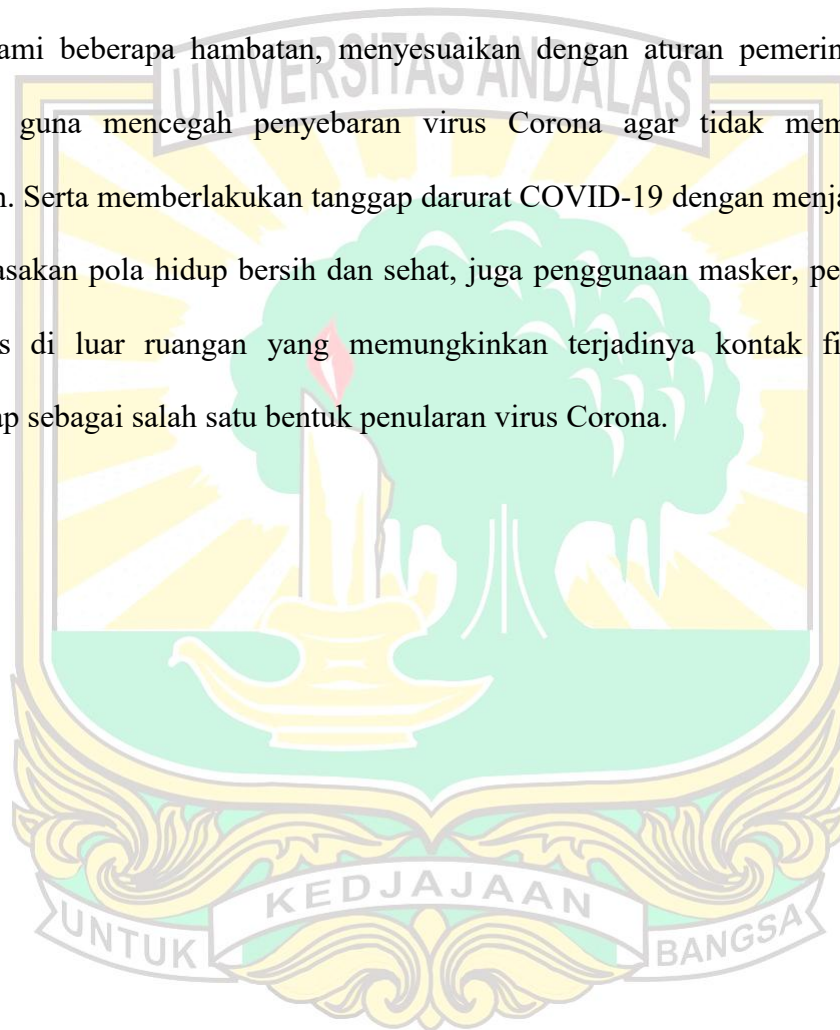 ami beberapa hambatan, menyesuaikan dengan aturan pemerin
guna mencegah penyebaran virus Corona agar tidak mem
n. Serta memberlakukan tanggap darurat COVID-19 dengan menja
asakan pola hidup bersih dan sehat, juga penggunaan masker, pe
s di luar ruangan yang memungkinkan terjadinya kontak fi
ap sebagai salah satu bentuk penularan virus Corona.
UNIVERSITAS ANDALAS
UNTUK KEDJAJAAN BANGSA